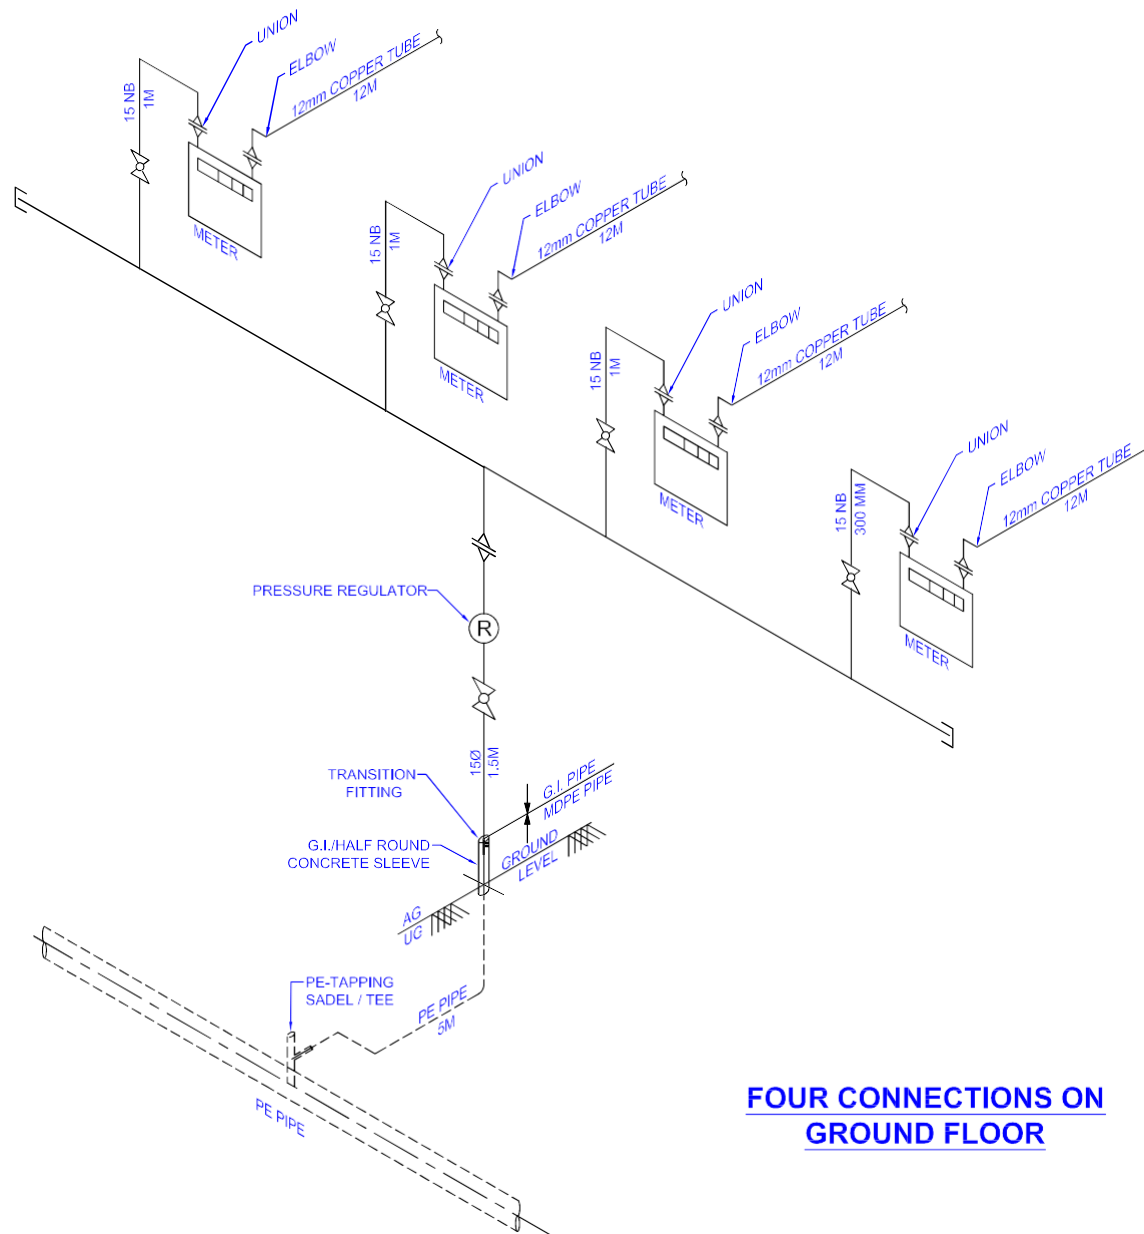 UNION
ELBOW
12mm COPPER TUBE
12M
15 NB
1M
METER
UNION
ELBOW
12mm COPPER TUBE
12M
15 NB
1M
METER
UNION
ELBOW
12mm COPPER TUBE
12M
15 NB
1M
METER
UNION
ELBOW
12mm COPPER TUBE
12M
15 NB
300 MM
METER
PRESSURE REGULATOR
R
15Ø
1.5M
TRANSITION
FITTING
G.I. PIPE
MDPE PIPE
G.I./HALF ROUND
CONCRETE SLEEVE
GROUND
LEVEL
AG
UG
PE-TAPPING
SADEL / TEE
PE PIPE
5M
PE PIPE
FOUR CONNECTIONS ON
GROUND FLOOR